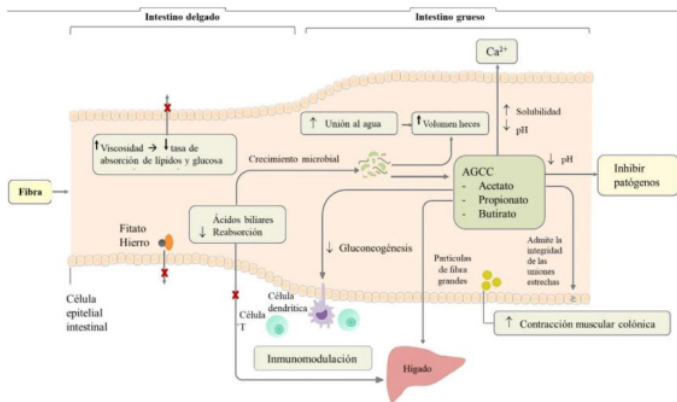 Intestino delgado
Intestino grueso
Ca²⁺
↑ Solubilidad
↓ pH
↑ Unión al agua
↑ Volumen heces
↑ Viscosidad → ↓ tasa de
absorción de lípidos y glucosa
Crecimiento microbial
AGCC
- Acetato
- Propionato
- Butirato
↓ pH
Inhibir
patógenos
Fibra
Ácidos biliares
↓ Reabsorción
Fitato
Hierro
↓ Gluconeogénesis
Partículas
de fibra
grandes
Admite la
integridad
de las
uniones
estrechas
Célula
epitelial
intestinal
Célula
dendrítica
Célula
T
↑ Contracción muscular colónica
Inmunomodulación
Hígado